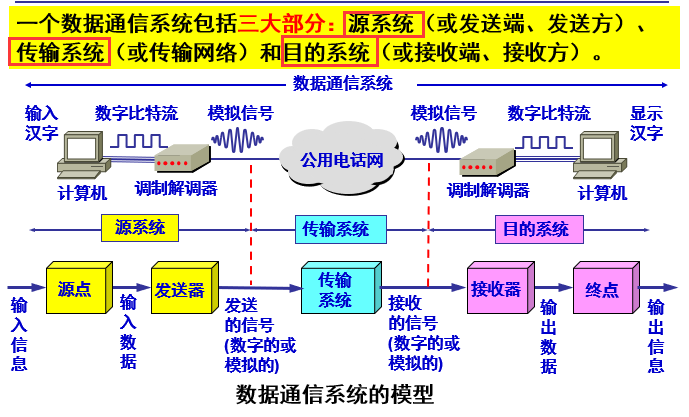 一个数据通信系统包括三大部分：源系统（或发送端、发送方）、
传输系统（或传输网络）和目的系统（或接收端、接收方）。
数据通信系统
输入
汉字
数字比特流
模拟信号
模拟信号
数字比特流
显示
汉字
公用电话网
计算机
调制解调器
调制解调器
计算机
源系统
传输系统
目的系统
源点
发送器
传输
系统
接收器
终点
输入信息
输入数据
发送
的信号
(数字的或
模拟的)
接收
的信号
(数字的或
模拟的)
输出数据
输出信息
数据通信系统的模型